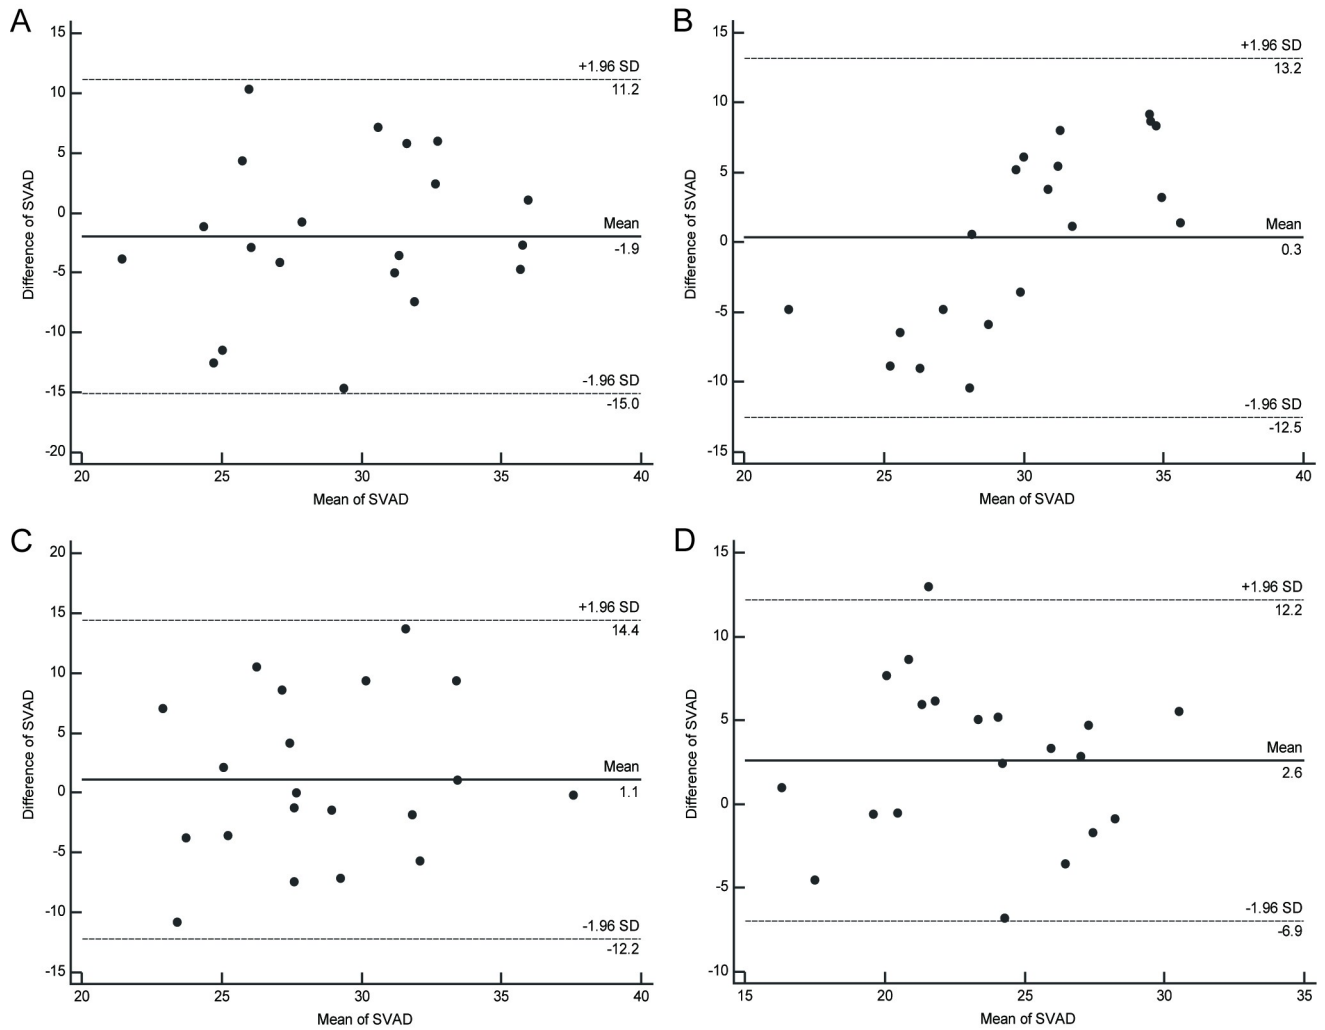 A
15
10
5
0
-5
-10
-15
-20
Difference of SVAD
+1.96 SD
11.2
Mean
-1.9
-1.96 SD
-15.0
20 25 30 35 40
Mean of SVAD
B
15
10
5
0
-5
-10
-15
Difference of SVAD
+1.96 SD
13.2
Mean
0.3
-1.96 SD
-12.5
20 25 30 35 40
Mean of SVAD
C
20
15
10
5
0
-5
-10
-15
Difference of SVAD
+1.96 SD
14.4
Mean
1.1
-1.96 SD
-12.2
20 25 30 35 40
Mean of SVAD
D
15
10
5
0
-5
-10
Difference of SVAD
+1.96 SD
12.2
Mean
2.6
-1.96 SD
-6.9
15 20 25 30 35
Mean of SVAD